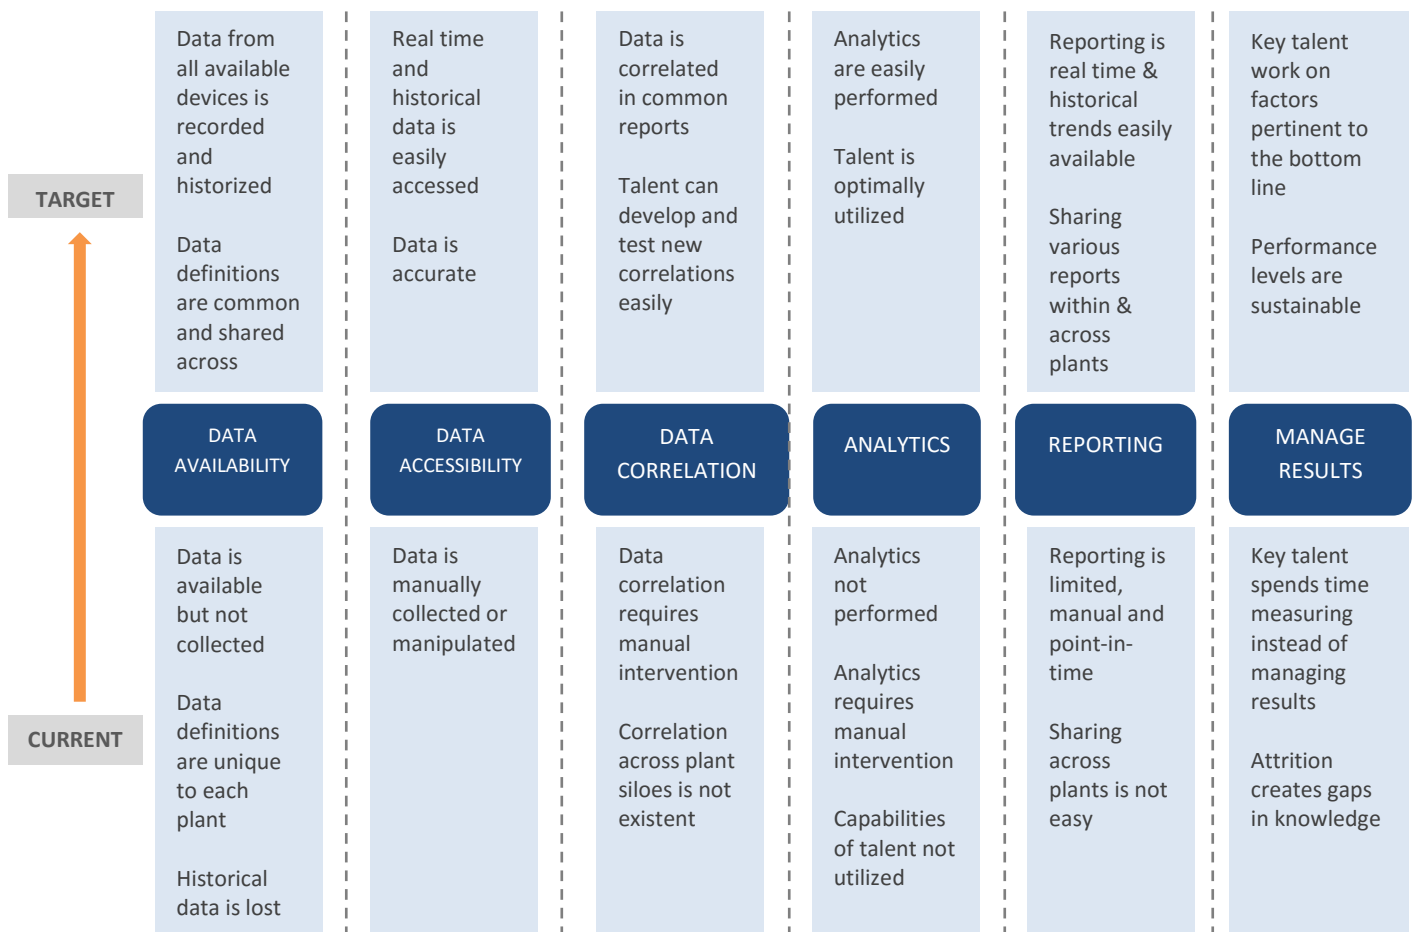 Data from
all available
devices is
recorded
and
historized
Data
definitions
are common
and shared
across
Real time
and
historical
data is
easily
accessed
Data is
accurate
Data is
correlated
in common
reports
Talent can
develop and
test new
correlations
easily
Analytics
are easily
performed
Talent is
optimally
utilized
Reporting is
real time &
historical
trends easily
available
Sharing
various
reports
within &
across
plants
Key talent
work on
factors
pertinent to
the bottom
line
Performance
levels are
sustainable
TARGET
CURRENT
DATA
AVAILABILITY
DATA
ACCESSIBILITY
DATA
CORRELATION
ANALYTICS
REPORTING
MANAGE
RESULTS
Data is
available
but not
collected
Data
definitions
are unique
to each
plant
Historical
data is lost
Data is
manually
collected or
manipulated
Data
correlation
requires
manual
intervention
Correlation
across plant
siloes is not
existent
Analytics
not
performed
Analytics
requires
manual
intervention
Capabilities
of talent not
utilized
Reporting is
limited,
manual and
point-in-
time
Sharing
across
plants is not
easy
Key talent
spends time
measuring
instead of
managing
results
Attrition
creates gaps
in knowledge